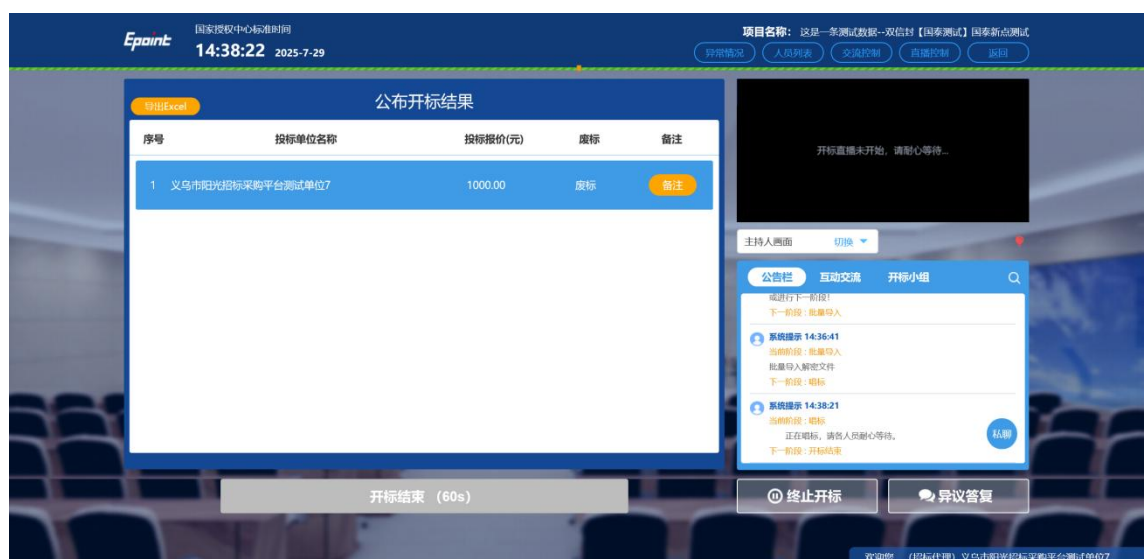 Epoint
国家授权中心标准时间
14:38:22 2025-7-29
项目名称：这是一条测试数据--双信封【国泰测试】国泰新点测试
异常情况 人员列表 交流控制 直播控制 返回
导出Excel 公布开标结果
序号 投标单位名称 投标报价(元) 废标 备注
1 义乌市阳光招标采购平台测试单位7 1000.00 废标 备注
开标直播未开始，请耐心等待...
主持人画面 切换
公告栏 互动交流 开标小组
或进行下一阶段!
下一阶段 : 批量导入
系统提示 14:36:41
当前阶段 : 批量导入
批量导入解密文件
下一阶段 : 唱标
系统提示 14:38:21
当前阶段 : 唱标
正在唱标，请各人员耐心等待。
下一阶段 : 开标结束
私聊
开标结束 (60s)
终止开标 异议答复
欢迎您 (招标代理) 义乌市阳光招标采购平台测试单位7